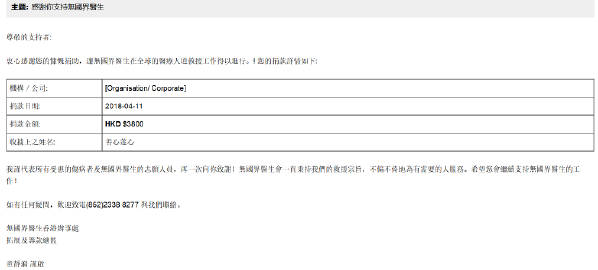 主題: 感謝你支持無國界醫生
尊敬的支持者:
衷心感謝您的慷慨捐助，讓無國界醫生在全球的醫療人道救援工作得以進行。! 您的捐款詳情如下:
機構 / 公司: [Organisation/ Corporate]
捐款日期: 2018-04-11
捐款金額: HKD $3800
收據上之姓名: 善心蓮心
我謹代表所有受惠的傷病者及無國界醫生的志願人員，再一次向你致謝! 無國界醫生會一直秉持我們的救援宗旨，不偏不倚地為有需要的人服務。希望您會繼續支持無國界醫生的工
作!
如有任何疑問，歡迎致電(852)2338 8277 與我們聯絡。
無國界醫生香港辦事處
拓展及籌款總監
謹啟